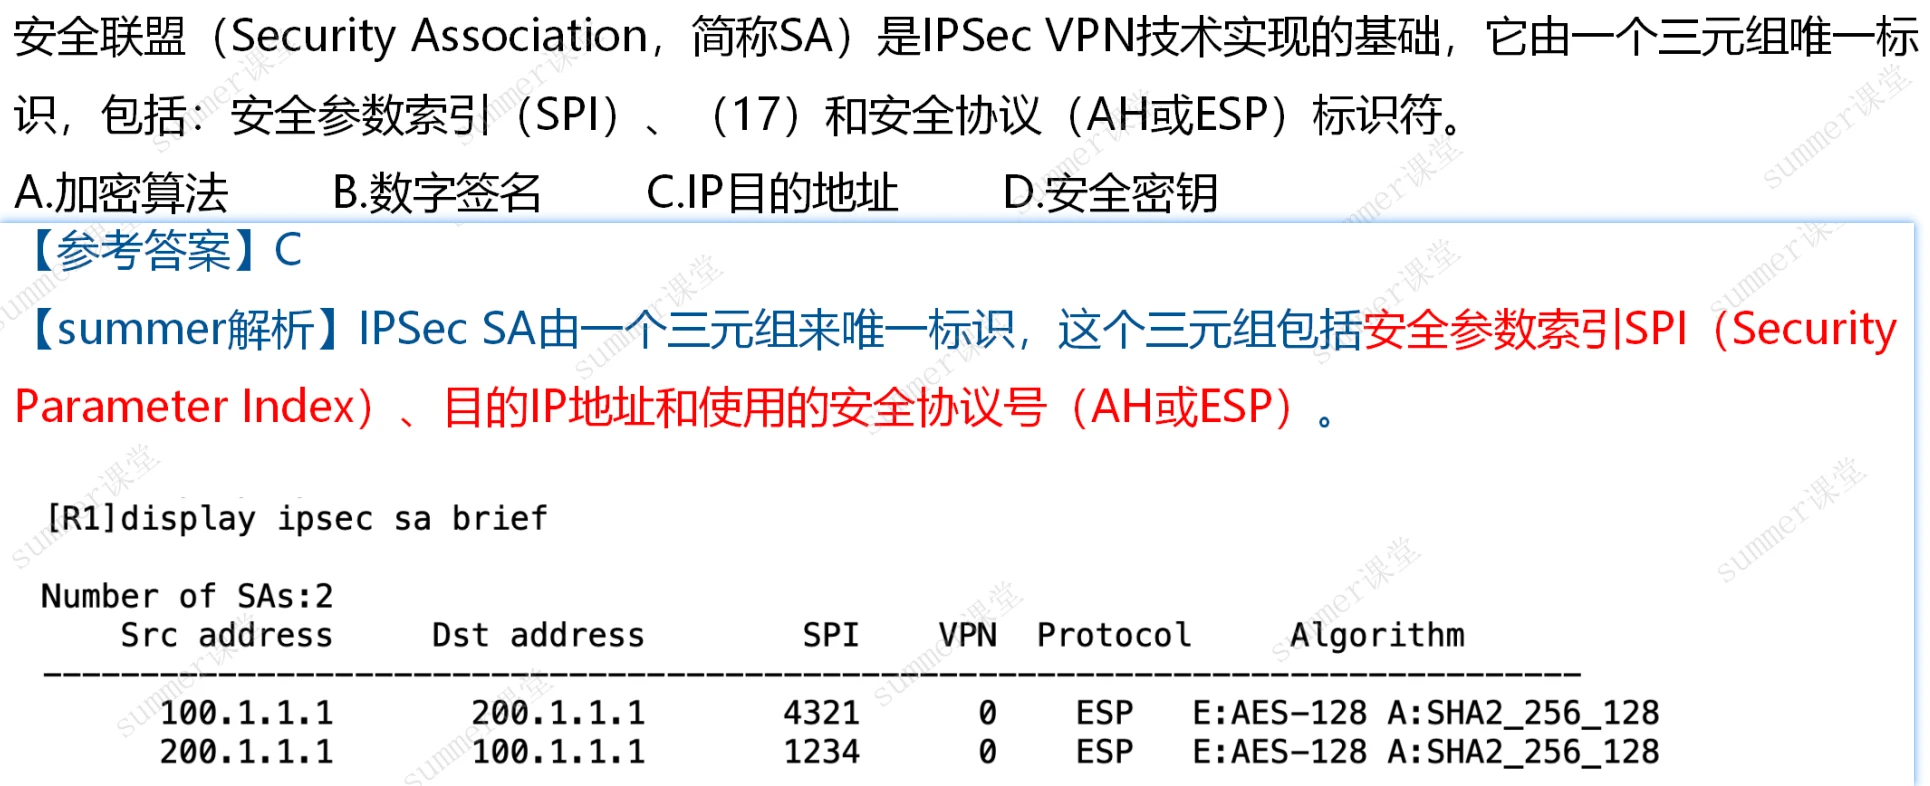 安全联盟（Security Association，简称SA）是IPSec VPN技术实现的基础，它由一个三元组唯一标
识，包括：安全参数索引（SPI）、（17）和安全协议（AH或ESP）标识符。
A.加密算法 B.数字签名 C.IP目的地址 D.安全密钥
【参考答案】C
【summer解析】IPSec SA由一个三元组来唯一标识，这个三元组包括安全参数索引SPI（Security
Parameter Index）、目的IP地址和使用的安全协议号（AH或ESP）。
[R1]display ipsec sa brief
Number of SAs:2
Src address Dst address SPI VPN Protocol Algorithm
-------------------------------------------------------------------------------
100.1.1.1 200.1.1.1 4321 0 ESP E:AES-128 A:SHA2_256_128
200.1.1.1 100.1.1.1 1234 0 ESP E:AES-128 A:SHA2_256_128
summer课堂